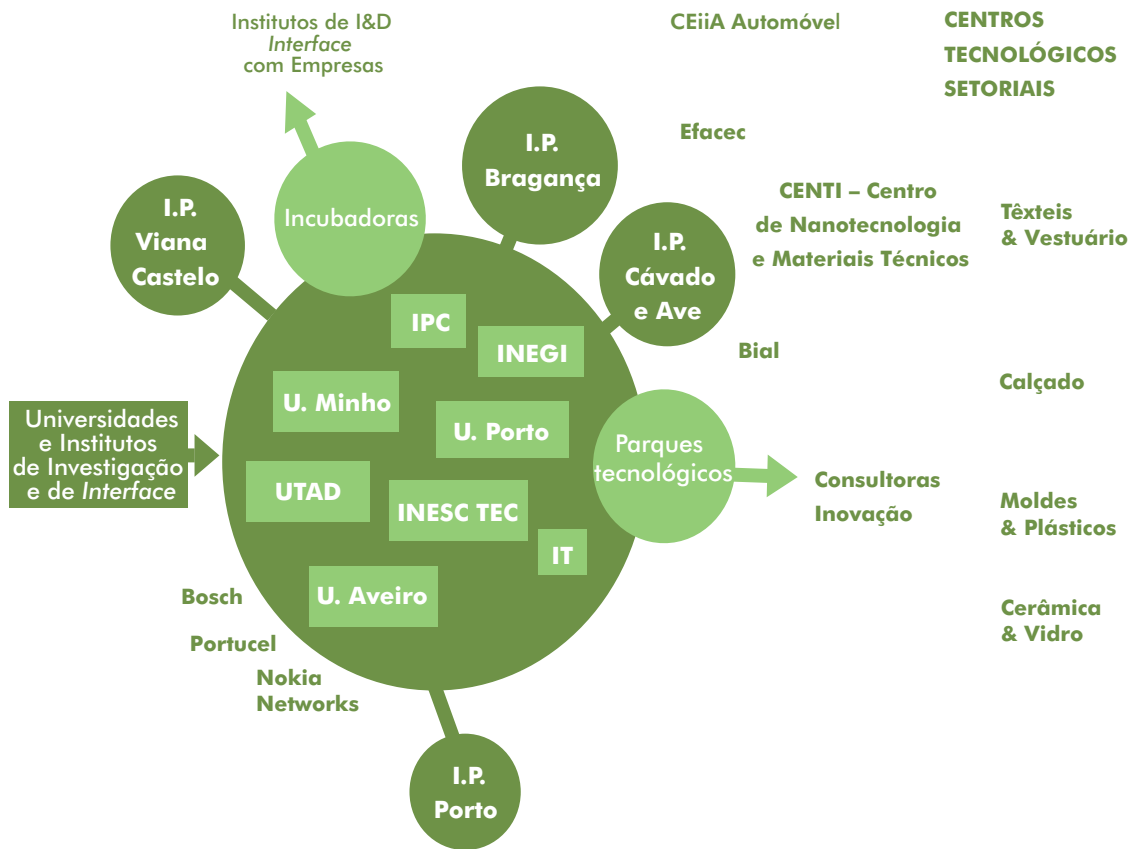 Institutos de I&D
Interface
com Empresas
CEiiA Automóvel
CENTROS
TECNOLÓGICOS
SETORIAIS
I.P.
Bragança
Efacec
Incubadoras
I.P.
Viana
Castelo
CENTI – Centro
de Nanotecnologia
e Materiais Técnicos
Têxteis
& Vestuário
I.P.
Cávado
e Ave
IPC
INEGI
Bial
Calçado
U. Minho
U. Porto
Universidades
e Institutos
de Investigação
e de Interface
Parques
tecnológicos
UTAD
INESC TEC
Consultoras
Inovação
Moldes
& Plásticos
IT
U. Aveiro
Bosch
Portucel
Nokia
Networks
Cerâmica
& Vidro
I.P.
Porto